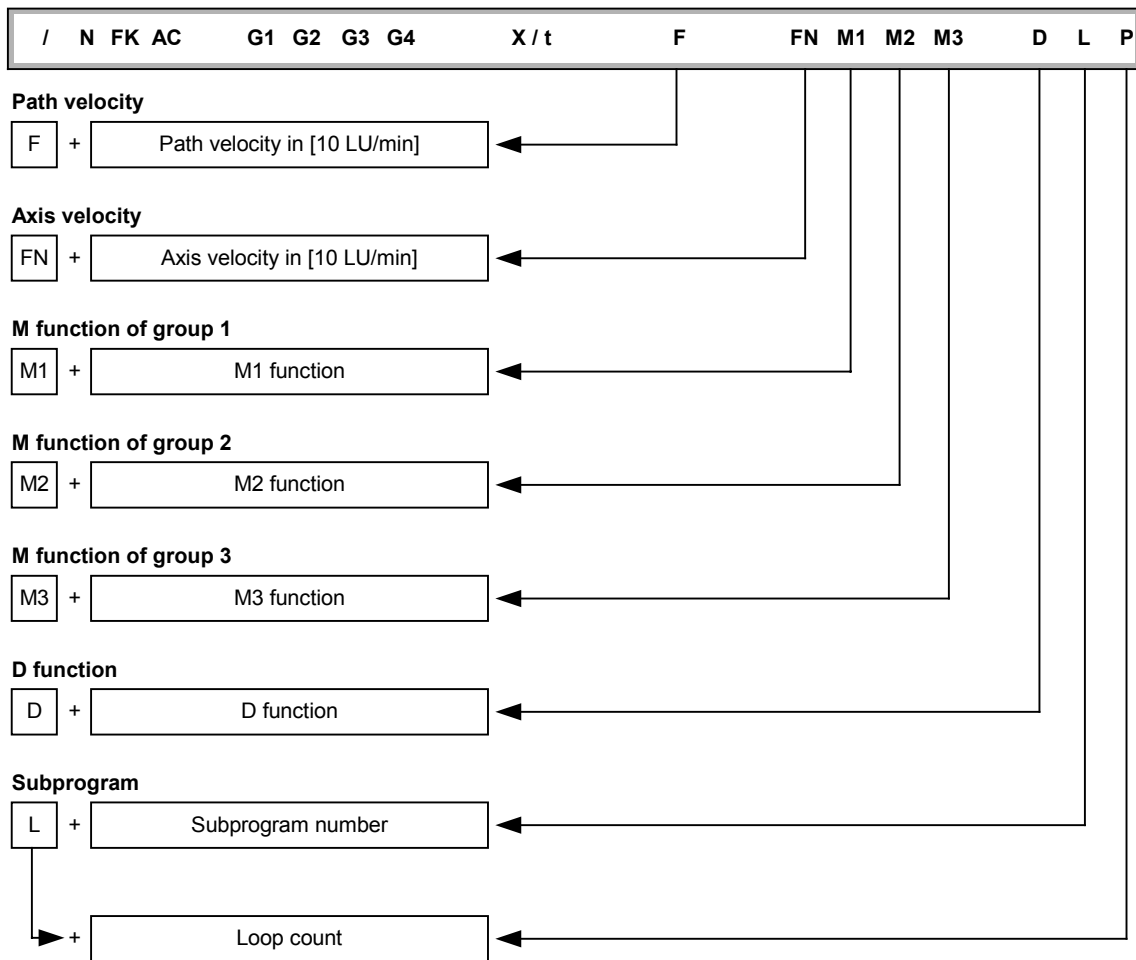 / N FK AC G1 G2 G3 G4 X / t F FN M1 M2 M3 D L P
Path velocity
F + Path velocity in [10 LU/min]
Axis velocity
FN + Axis velocity in [10 LU/min]
M function of group 1
M1 + M1 function
M function of group 2
M2 + M2 function
M function of group 3
M3 + M3 function
D function
D + D function
Subprogram
L + Subprogram number
+ Loop count